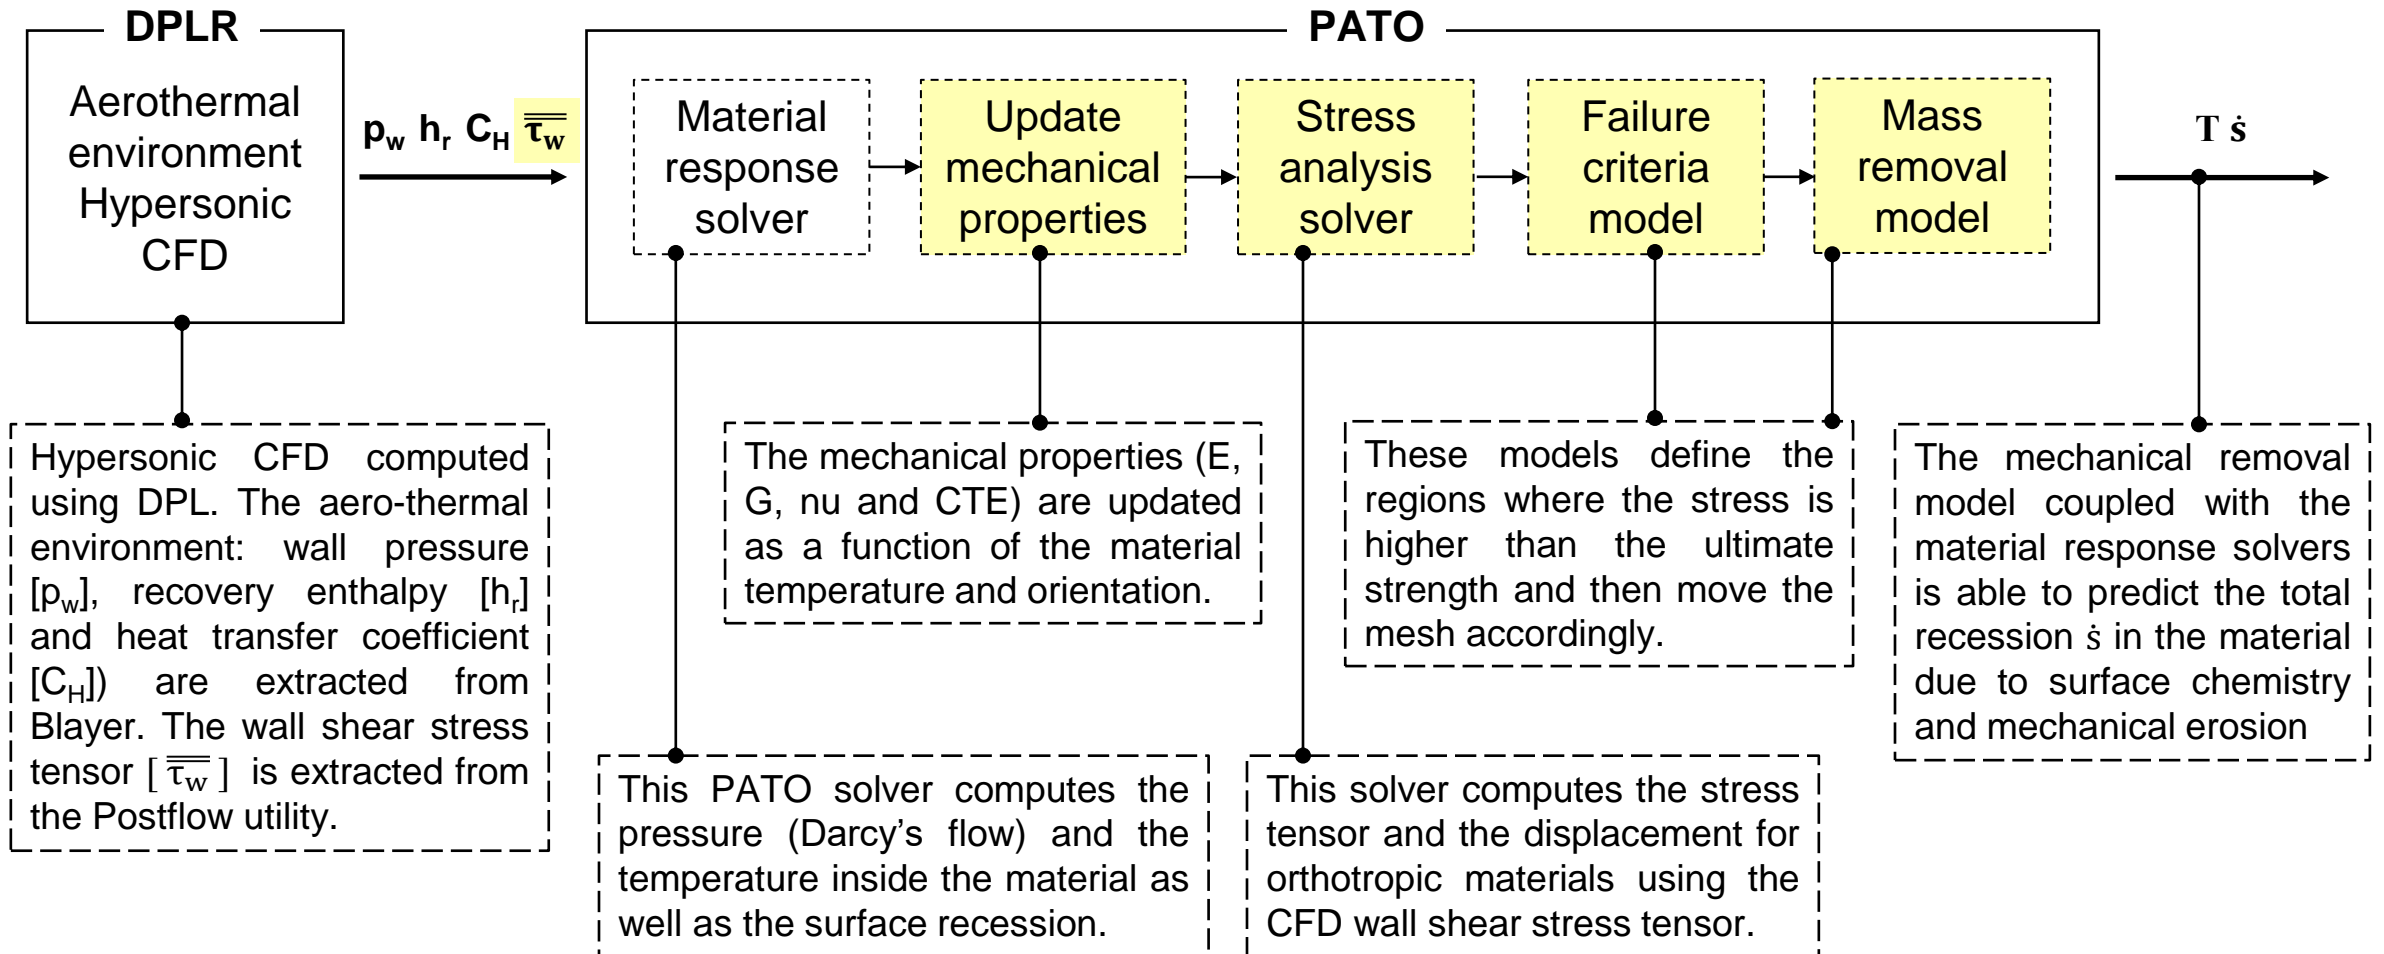 DPLR
Aerothermal
environment
Hypersonic
CFD
p_w h_r C_H τ_w
PATO
Material
response
solver
Update
mechanical
properties
Stress
analysis
solver
Failure
criteria
model
Mass
removal
model
T ṡ
Hypersonic CFD computed
using DPL. The aero-thermal
environment: wall pressure
[p_w], recovery enthalpy [h_r]
and heat transfer coefficient
[C_H]) are extracted from
Blayer. The wall shear stress
tensor [ τ_w ] is extracted from
the Postflow utility.
This PATO solver computes the
pressure (Darcy's flow) and the
temperature inside the material as
well as the surface recession.
The mechanical properties (E,
G, nu and CTE) are updated
as a function of the material
temperature and orientation.
This solver computes the stress
tensor and the displacement for
orthotropic materials using the
CFD wall shear stress tensor.
These models define the
regions where the stress is
higher than the ultimate
strength and then move the
mesh accordingly.
The mechanical removal
model coupled with the
material response solvers
is able to predict the total
recession ṡ in the material
due to surface chemistry
and mechanical erosion